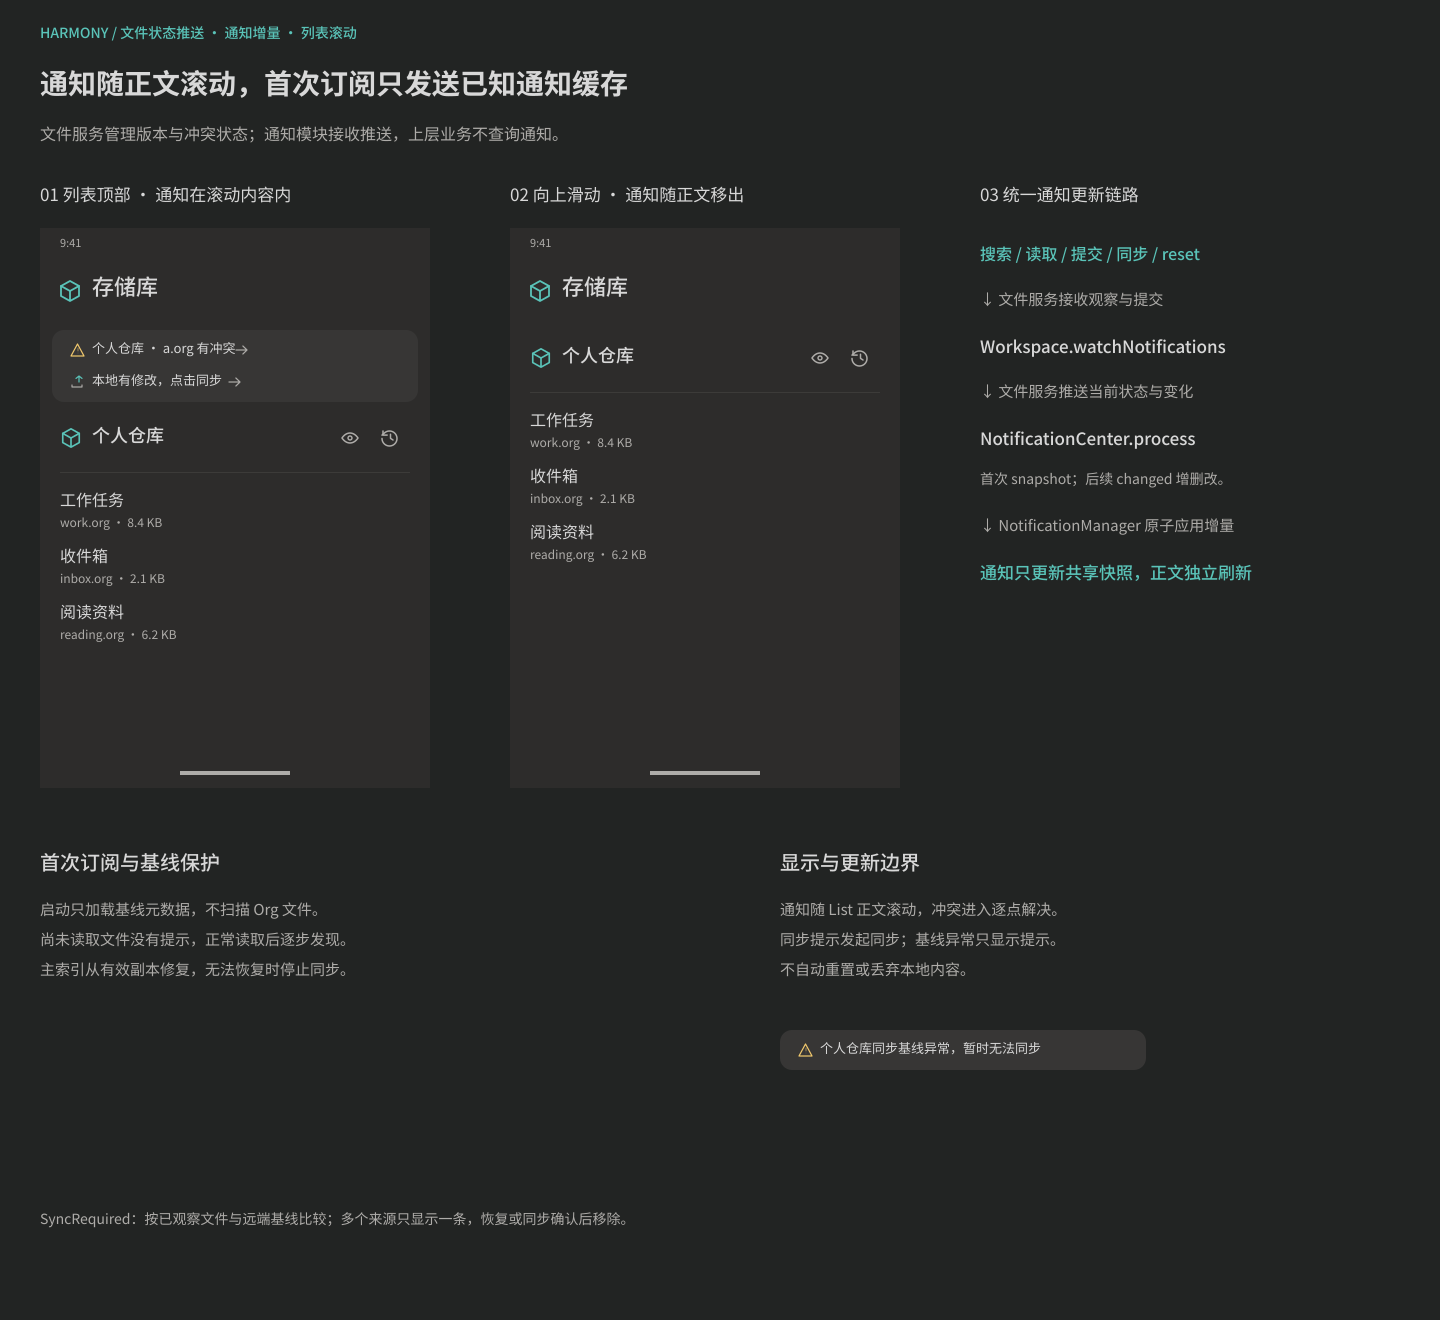 HARMONY / 文件状态推送 · 通知增量 · 列表滚动
通知随正文滚动，首次订阅只发送已知通知缓存
文件服务管理版本与冲突状态；通知模块接收推送，上层业务不查询通知。
01 列表顶部 · 通知在滚动内容内
9:41
存储库
个人仓库 · a.org 有冲突→
本地有修改，点击同步 →
个人仓库
工作任务
work.org · 8.4 KB
收件箱
inbox.org · 2.1 KB
阅读资料
reading.org · 6.2 KB
02 向上滑动 · 通知随正文移出
9:41
存储库
个人仓库
工作任务
work.org · 8.4 KB
收件箱
inbox.org · 2.1 KB
阅读资料
reading.org · 6.2 KB
03 统一通知更新链路
搜索 / 读取 / 提交 / 同步 / reset
↓ 文件服务接收观察与提交
Workspace.watchNotifications
↓ 文件服务推送当前状态与变化
NotificationCenter.process
首次 snapshot；后续 changed 增删改。
↓ NotificationManager 原子应用增量
通知只更新共享快照，正文独立刷新
首次订阅与基线保护
启动只加载基线元数据，不扫描 Org 文件。
尚未读取文件没有提示，正常读取后逐步发现。
主索引从有效副本修复，无法恢复时停止同步。
显示与更新边界
通知随 List 正文滚动，冲突进入逐点解决。
同步提示发起同步；基线异常只显示提示。
不自动重置或丢弃本地内容。
个人仓库同步基线异常，暂时无法同步
SyncRequired：按已观察文件与远端基线比较；多个来源只显示一条，恢复或同步确认后移除。